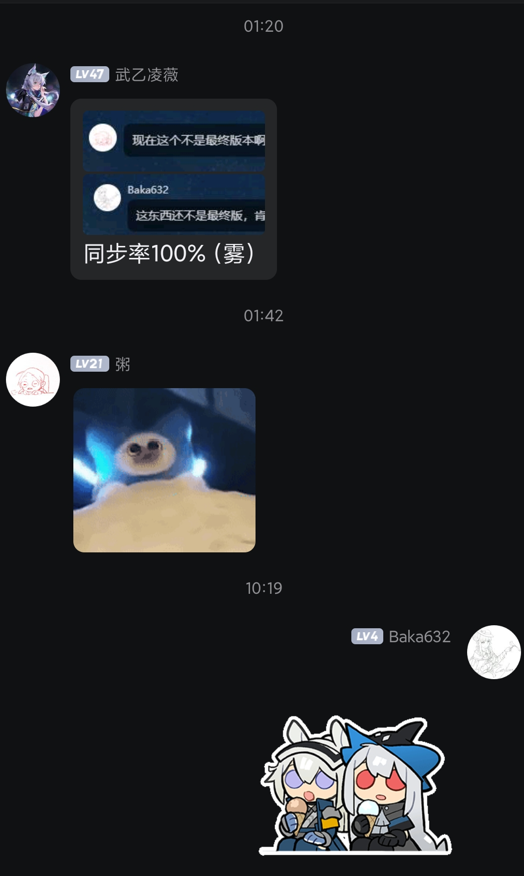 01:20
LV47 武乙凌薇
现在这个不是最终版本啊
Baka632
这东西还不是最终版，肯
同步率100%（雾）
01:42
LV21 粥
10:19
LV4 Baka632